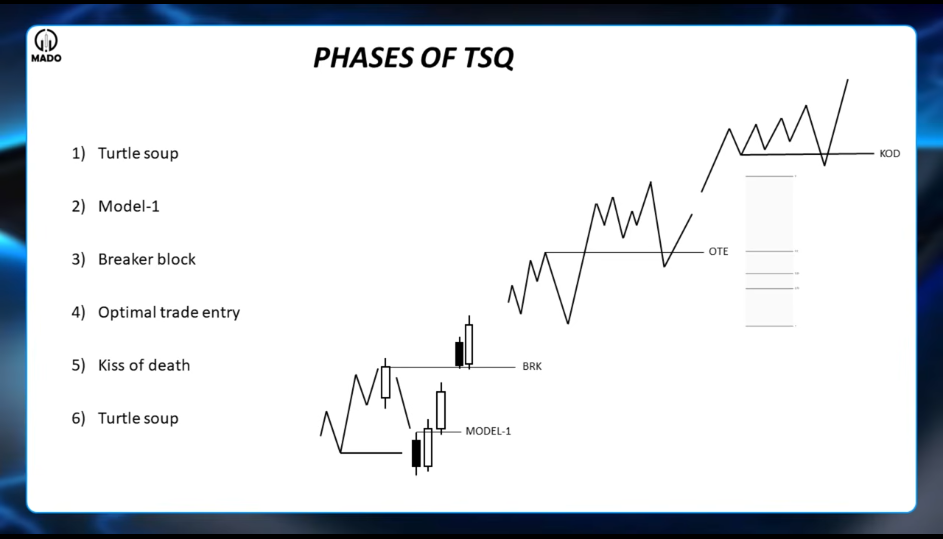 MADO
PHASES OF TSQ
1) Turtle soup
2) Model-1
3) Breaker block
4) Optimal trade entry
5) Kiss of death
6) Turtle soup
KOD
OTE
BRK
MODEL-1